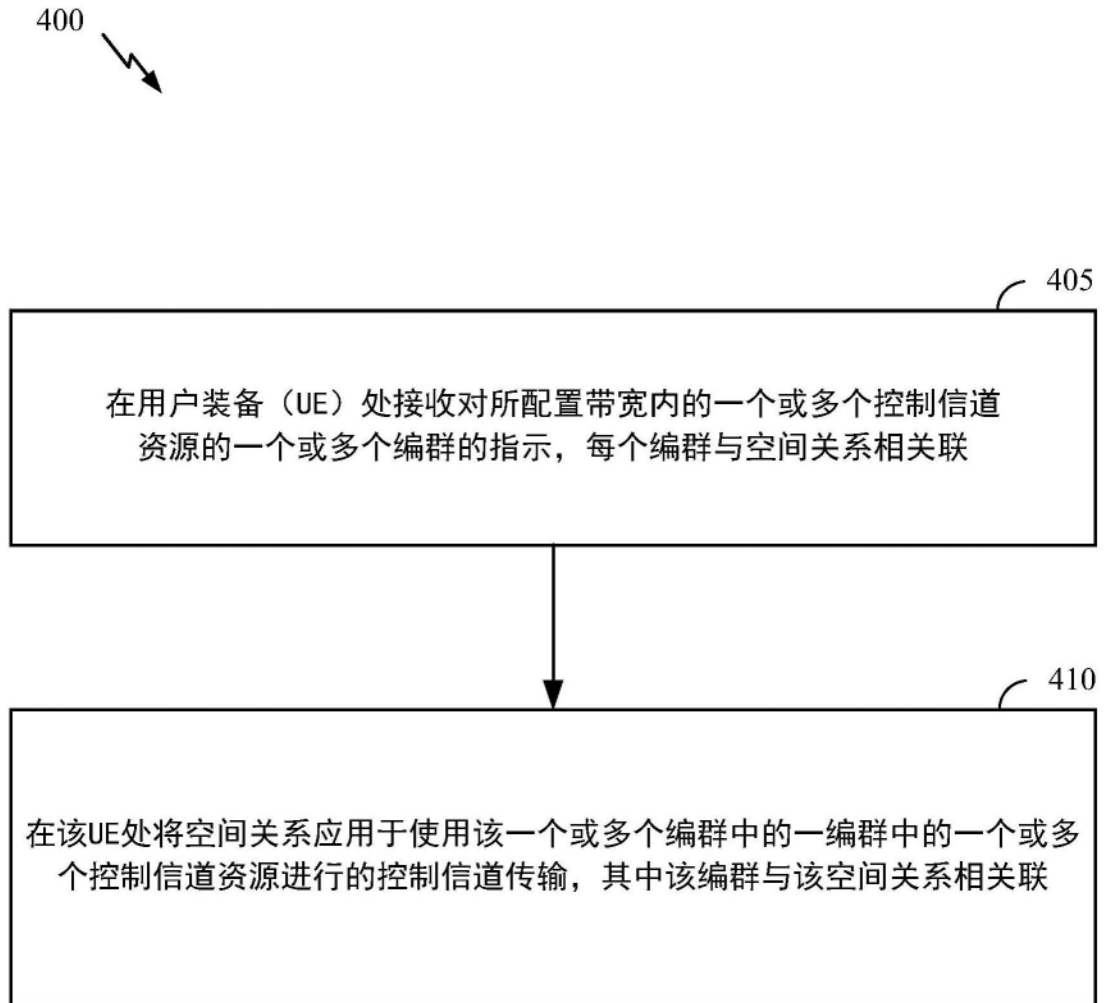 400
405
在用户装备（UE）处接收对所配置带宽内的一个或多个控制信道
资源的一个或多个编群的指示，每个编群与空间关系相关联
410
在该UE处将空间关系应用于使用该一个或多个编群中的一编群中的一个或多
个控制信道资源进行的控制信道传输，其中该编群与该空间关系相关联